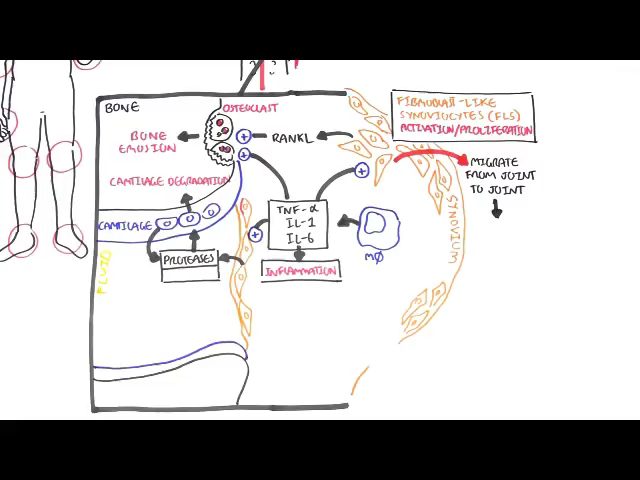 BONE
OSTEOCLAST
FIBROBLAST-LIKE
SYNOVIOCYTES (FLS)
ACTIVATION/PROLIFERATION
BONE
EROSION
+
RANKL
MIGRATE
FROM JOINT
TO JOINT
+
+
CARTILAGE DEGRADATION
TNF-α
IL-1
IL-6
CARTILAGE
+
SYNOVIUM
MØ
PROTEASES
FLUID
INFLAMMATION